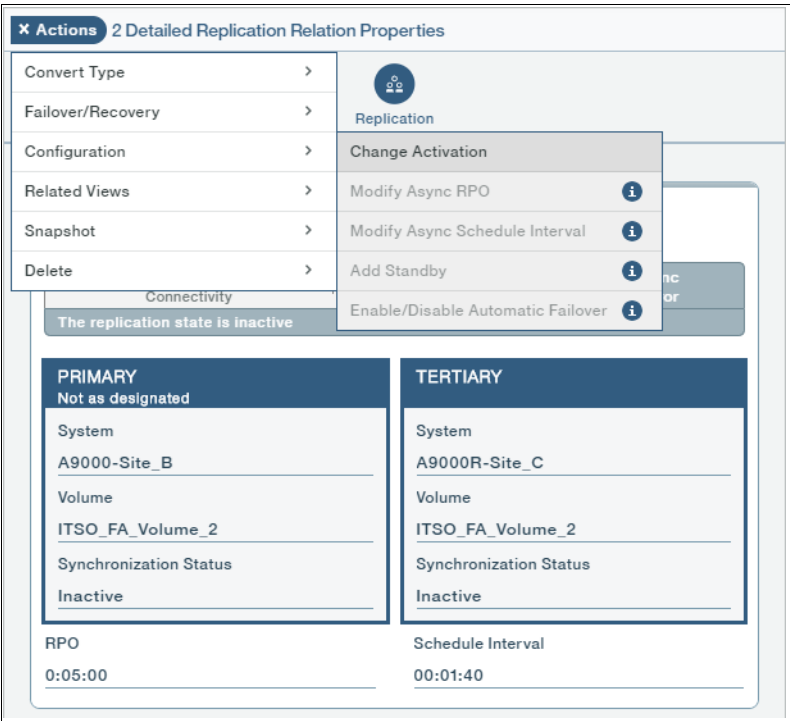 × Actions 2 Detailed Replication Relation Properties
Convert Type
Failover/Recovery
Configuration
Related Views
Snapshot
Delete
Replication
Change Activation
Modify Async RPO
Modify Async Schedule Interval
Add Standby
Enable/Disable Automatic Failover
Connectivity
The replication state is inactive
PRIMARY
Not as designated
System
A9000-Site_B
Volume
ITSO_FA_Volume_2
Synchronization Status
Inactive
TERTIARY
System
A9000R-Site_C
Volume
ITSO_FA_Volume_2
Synchronization Status
Inactive
RPO
0:05:00
Schedule Interval
00:01:40